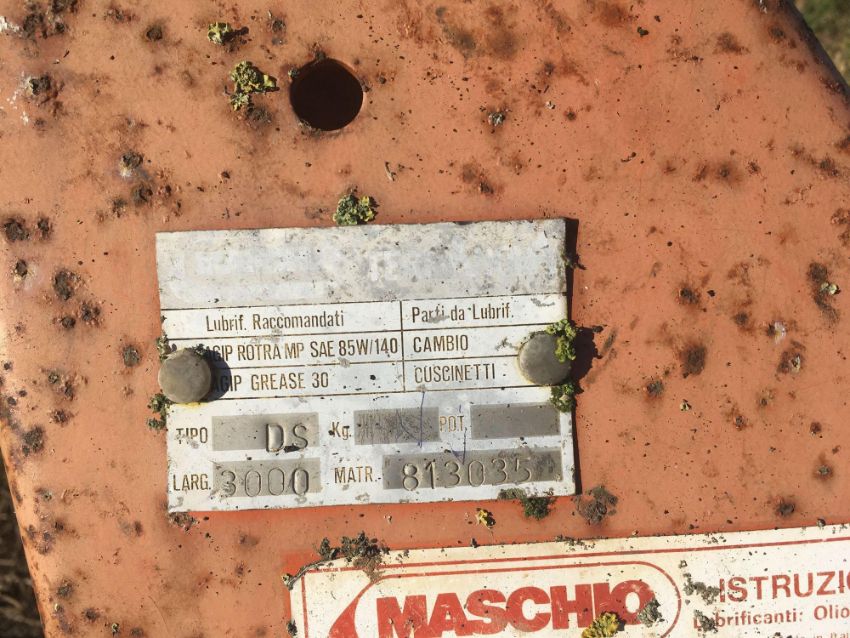 Lubrif. Raccomandati Parti da Lubrif.
AGIP ROTRA MP SAE 85W/140 CAMBIO
AGIP GREASE 30 CUSCINETTI
TIPO DS Kg. POT.
LARG. 3000 MATR. 813035
MASCHIO ISTRUZI
Lubrificanti: Olio